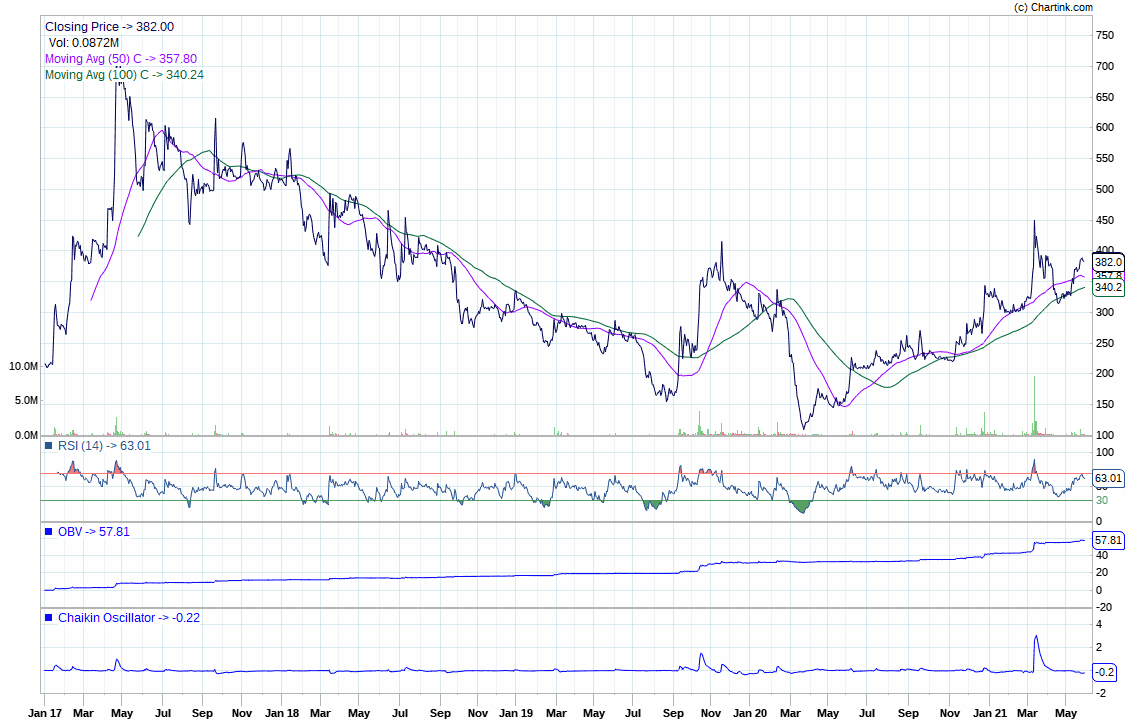 (c) Chartink.com
Closing Price -> 382.00
Vol: 0.0872M
Moving Avg (50) C -> 357.80
Moving Avg (100) C -> 340.24
750
700
650
600
550
500
450
400
382.0
357.8
340.2
300
250
200
150
100
10.0M
5.0M
0.0M
RSI (14) -> 63.01
100
63.01
50
30
0
OBV -> 57.81
57.81
40
20
0
-20
Chaikin Oscillator -> -0.22
4
2
-0.2
-2
Jan 17 Mar May Jul Sep Nov Jan 18 Mar May Jul Sep Nov Jan 19 Mar May Jul Sep Nov Jan 20 Mar May Jul Sep Nov Jan 21 Mar May